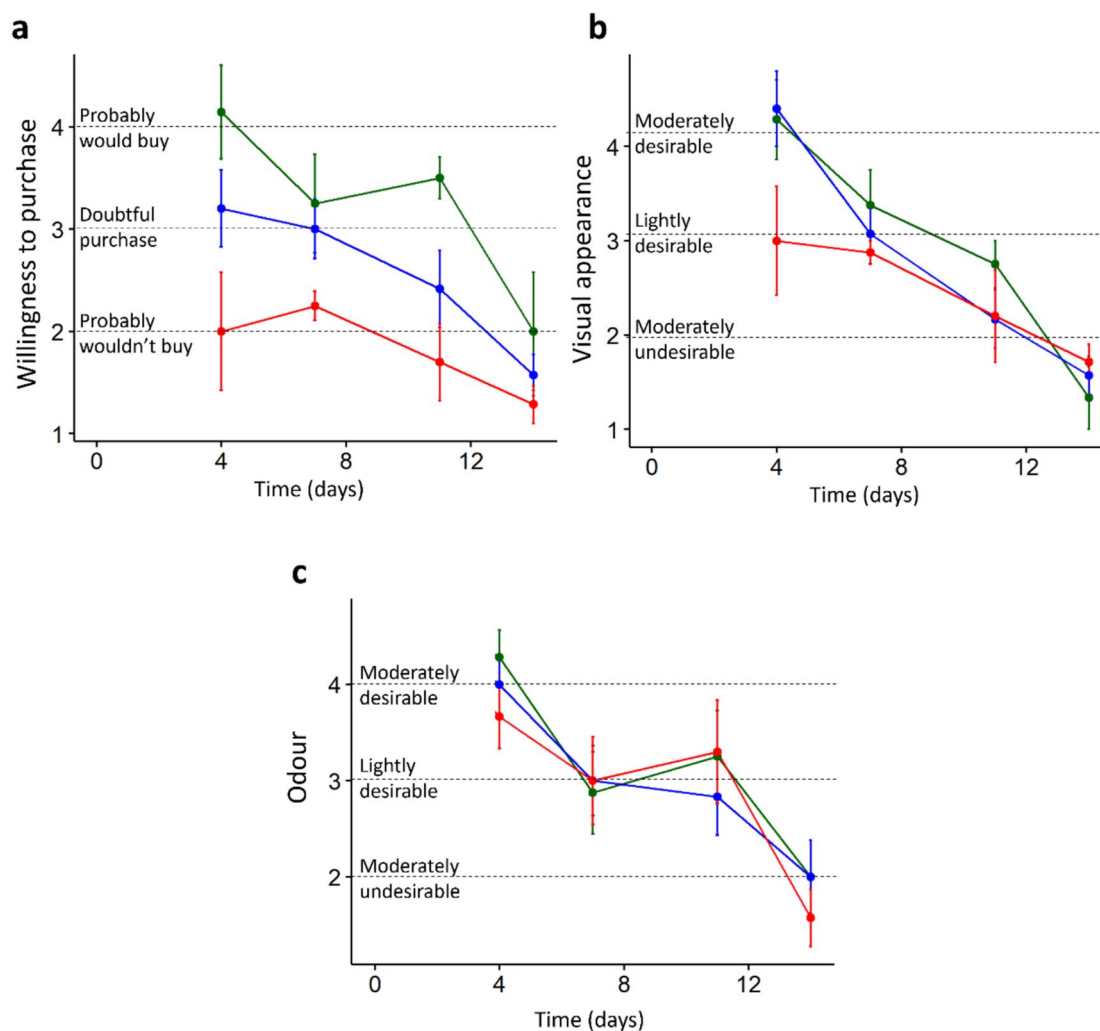 a
Willingness to purchase
4
3
2
1
Probably
would buy
Doubtful
purchase
Probably
wouldn't buy
0
4
8
12
Time (days)
b
Visual appearance
4
3
2
1
Moderately
desirable
Lightly
desirable
Moderately
undesirable
0
4
8
12
Time (days)
c
Odour
4
3
2
Moderately
desirable
Lightly
desirable
Moderately
undesirable
0
4
8
12
Time (days)